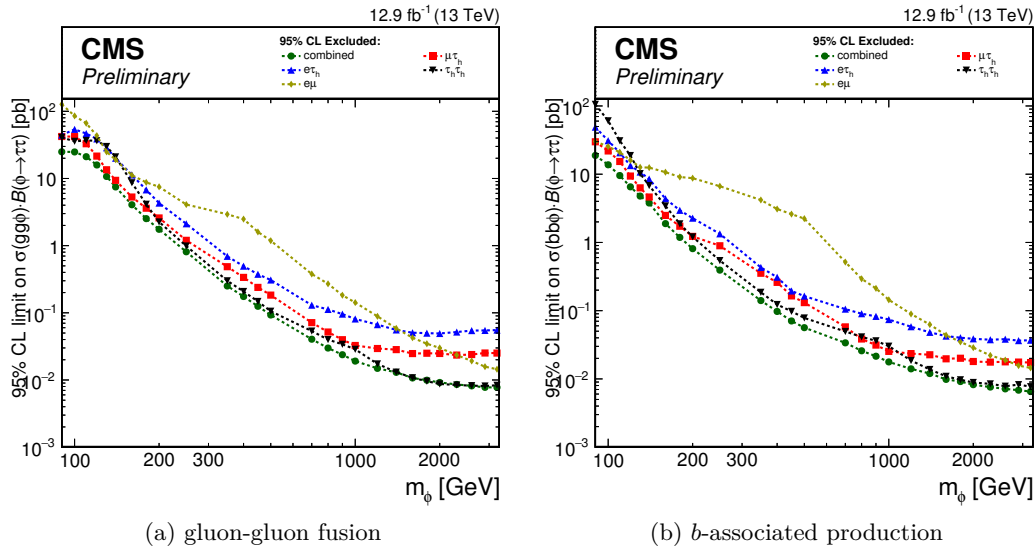 12.9 fb⁻¹ (13 TeV)
CMS
Preliminary
95% CL Excluded:
combined
eτh
eμ
μτh
τhτh
95% CL limit on σ(ggφ)·B(φ→ττ) [pb]
10²
10
1
10⁻¹
10⁻²
10⁻³
100 200 300 1000 2000
mφ [GeV]
(a) gluon-gluon fusion
12.9 fb⁻¹ (13 TeV)
CMS
Preliminary
95% CL Excluded:
combined
eτh
eμ
μτh
τhτh
95% CL limit on σ(bbφ)·B(φ→ττ) [pb]
10²
10
1
10⁻¹
10⁻²
10⁻³
100 200 300 1000 2000
mφ [GeV]
(b) b-associated production